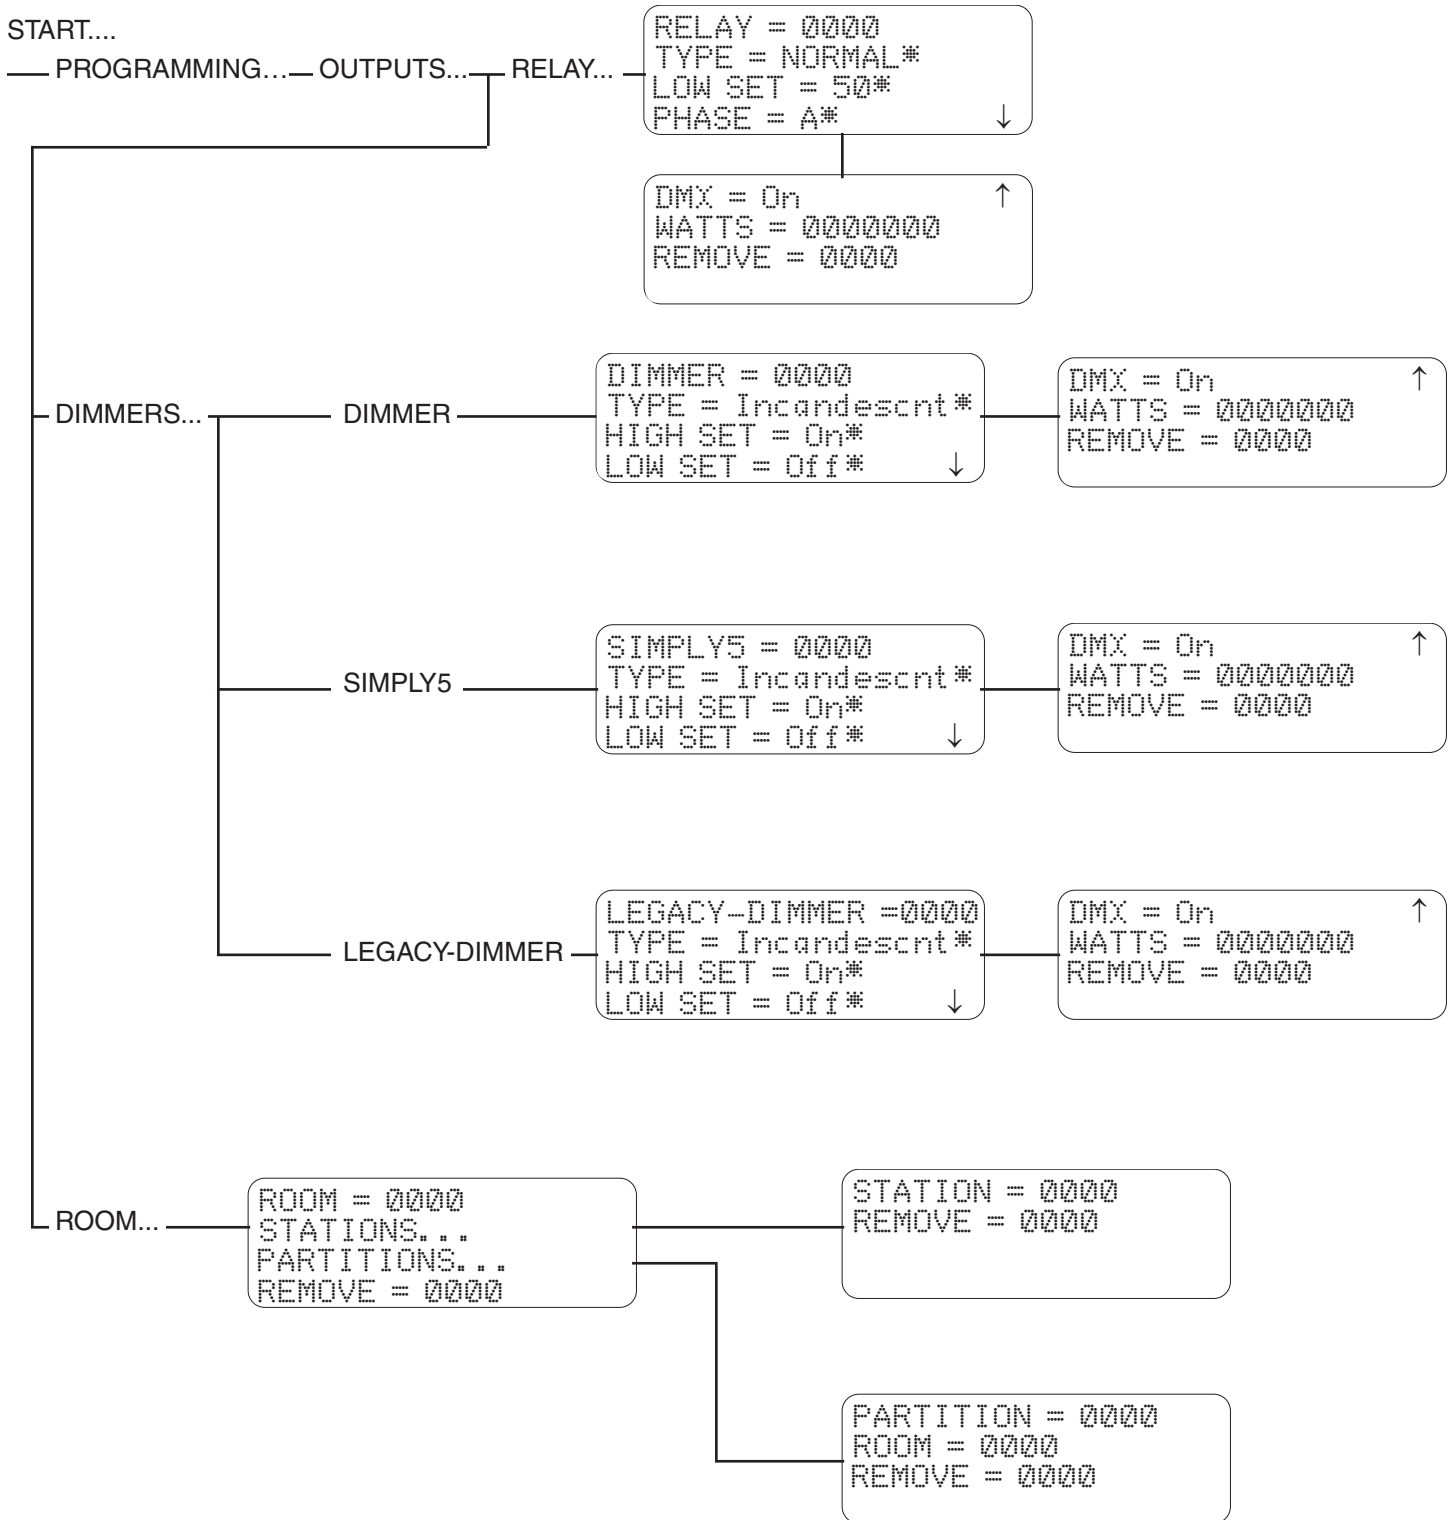 START....
PROGRAMMING... OUTPUTS... RELAY...
RELAY = 0000
TYPE = NORMAL*
LOW SET = 50*
PHASE = A* ↓
DMX = On ↑
WATTS = 0000000
REMOVE = 0000
DIMMERS...
DIMMER
DIMMER = 0000
TYPE = Incandescnt*
HIGH SET = On*
LOW SET = Off* ↓
DMX = On ↑
WATTS = 0000000
REMOVE = 0000
SIMPLY5
SIMPLY5 = 0000
TYPE = Incandescnt*
HIGH SET = On*
LOW SET = Off* ↓
DMX = On ↑
WATTS = 0000000
REMOVE = 0000
LEGACY-DIMMER
LEGACY-DIMMER =0000
TYPE = Incandescnt*
HIGH SET = On*
LOW SET = Off* ↓
DMX = On ↑
WATTS = 0000000
REMOVE = 0000
ROOM...
ROOM = 0000
STATIONS...
PARTITIONS...
REMOVE = 0000
STATION = 0000
REMOVE = 0000
PARTITION = 0000
ROOM = 0000
REMOVE = 0000